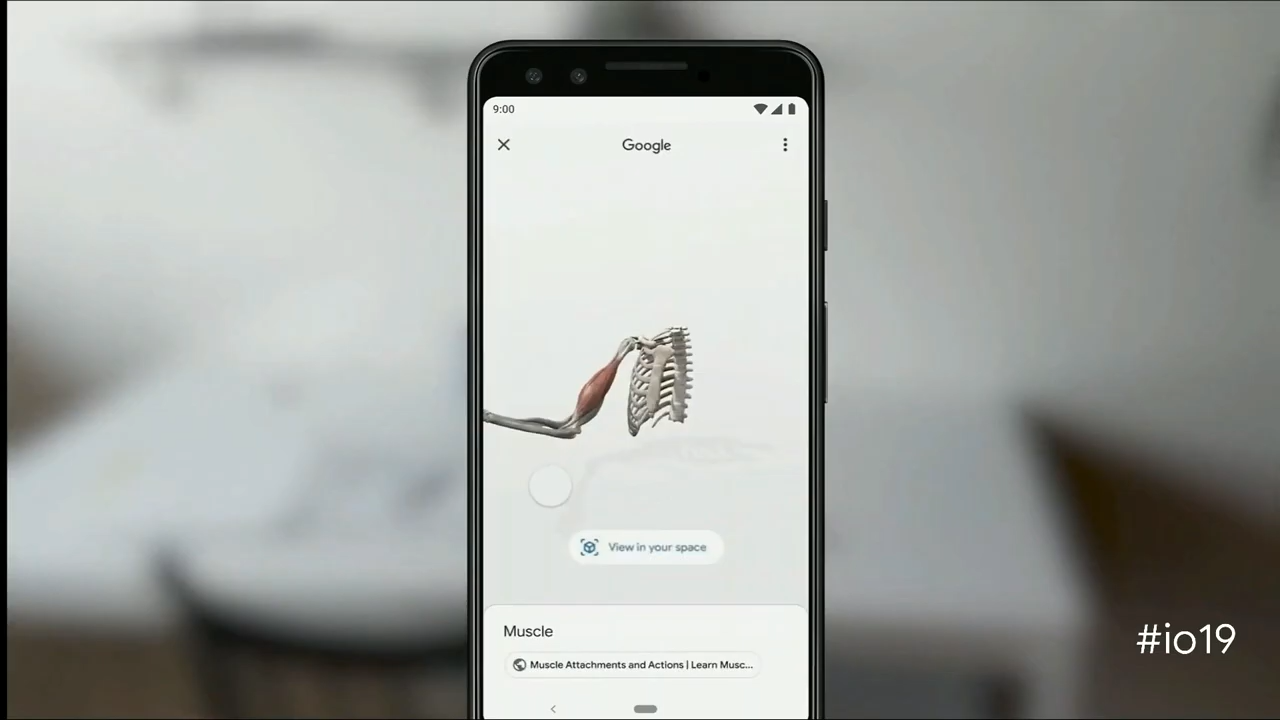 9:00
Google
View in your space
Muscle
Muscle Attachments and Actions | Learn Musc...
#io19